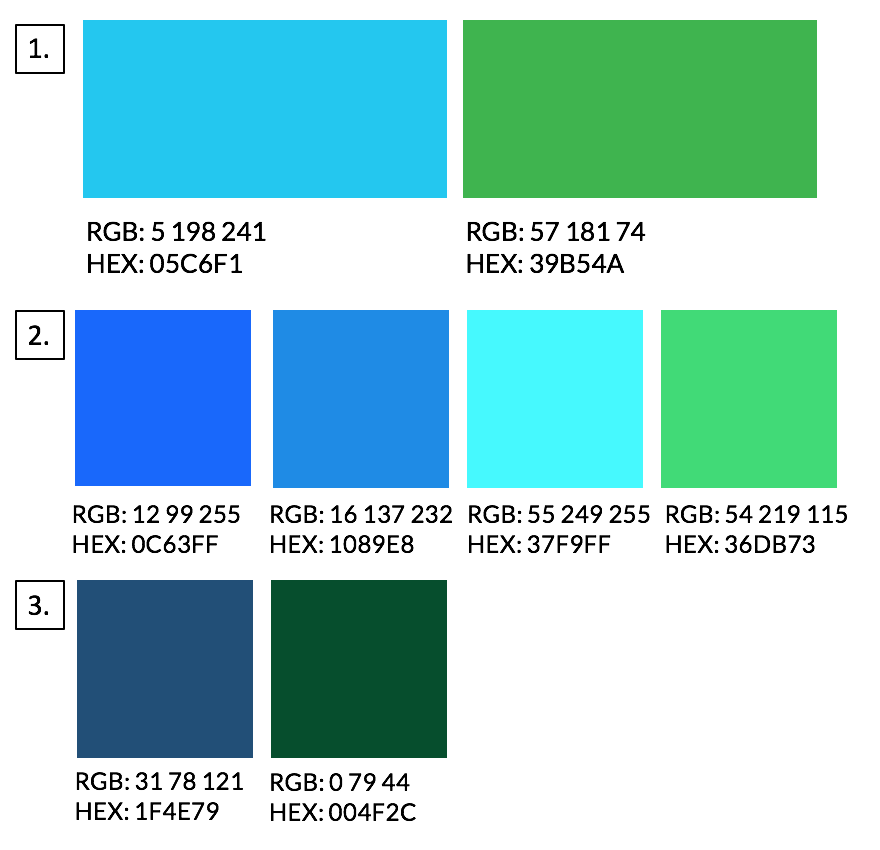 1.
RGB: 5 198 241
HEX: 05C6F1
RGB: 57 181 74
HEX: 39B54A
2.
RGB: 12 99 255
HEX: 0C63FF
RGB: 16 137 232
HEX: 1089E8
RGB: 55 249 255
HEX: 37F9FF
RGB: 54 219 115
HEX: 36DB73
3.
RGB: 31 78 121
HEX: 1F4E79
RGB: 0 79 44
HEX: 004F2C